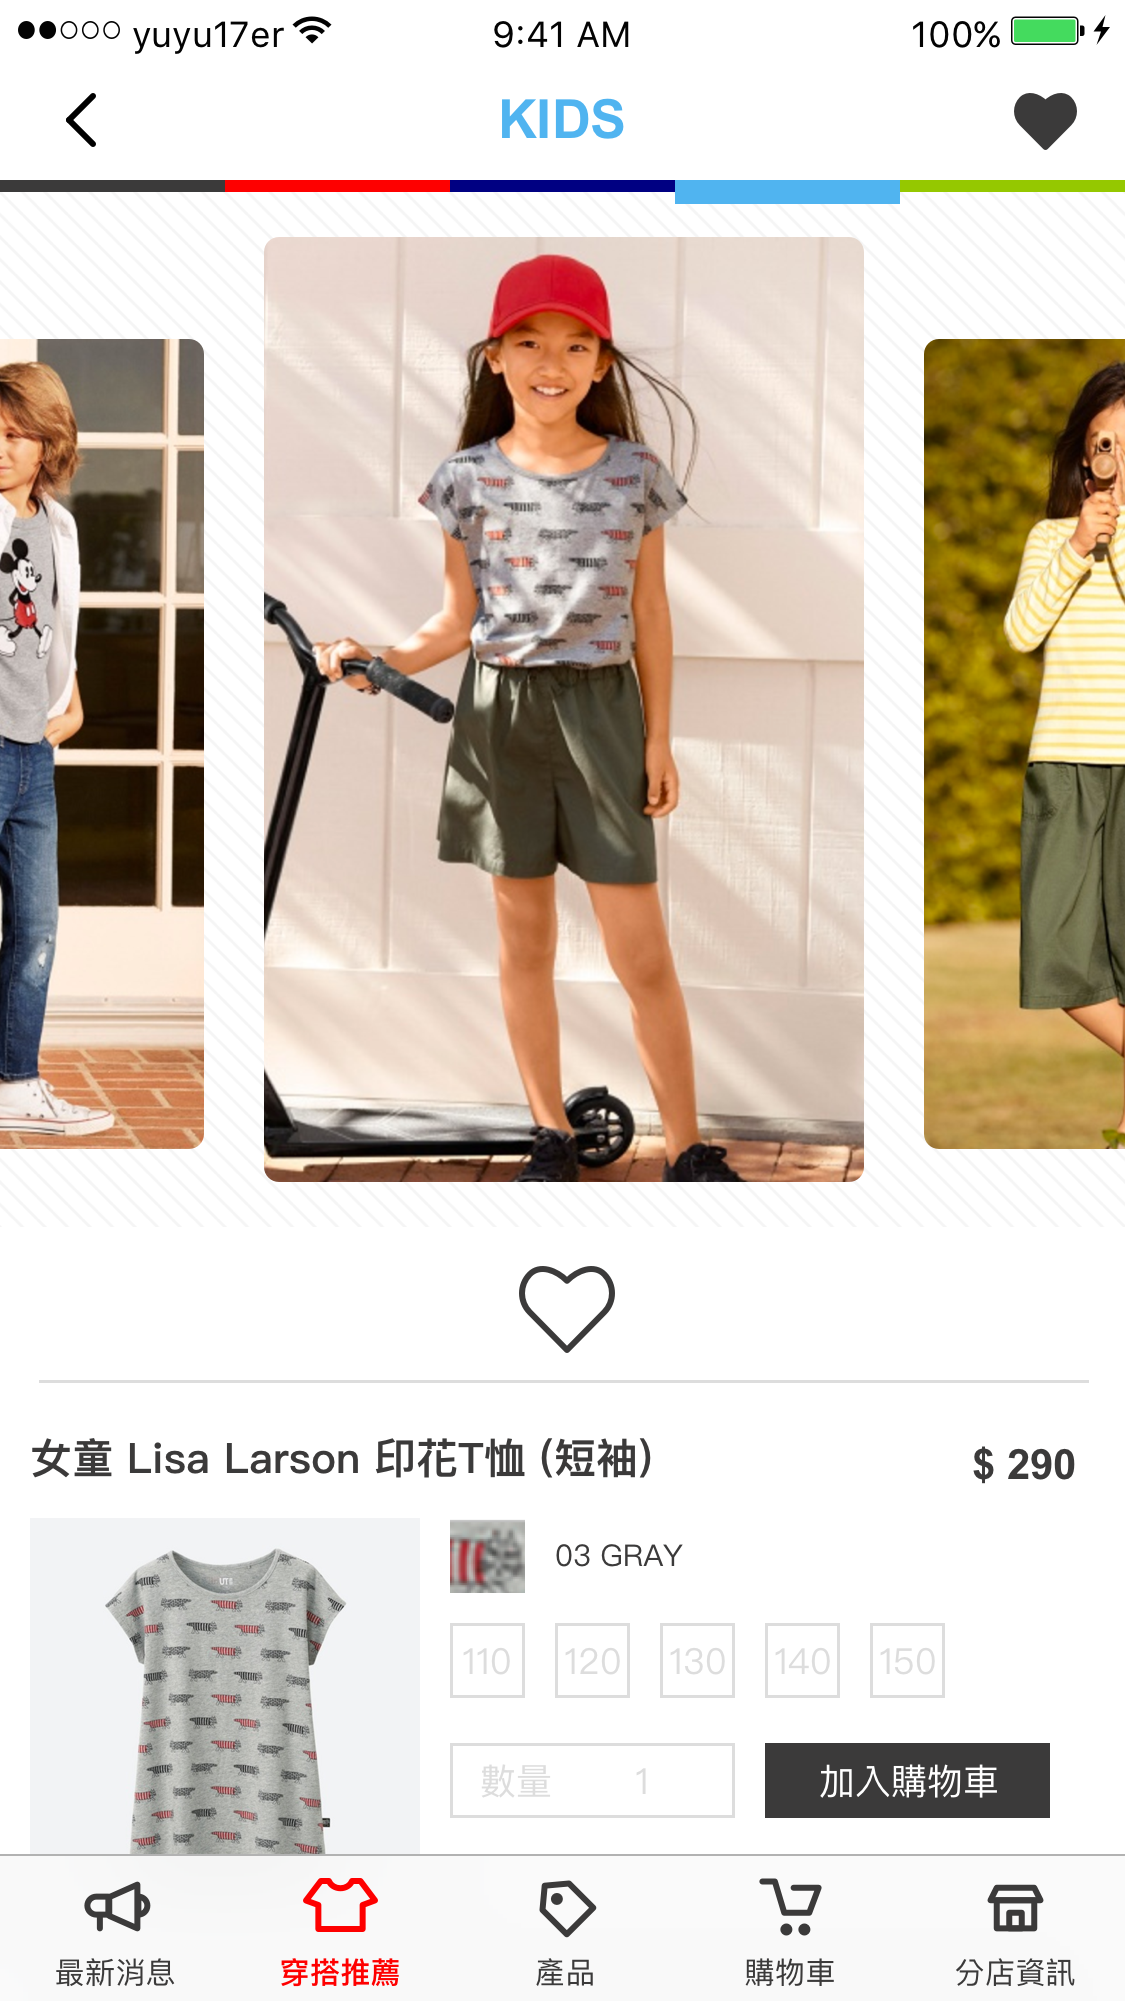 yuyu17er 9:41 AM 100%
KIDS
女童 Lisa Larson 印花T恤 (短袖)
$ 290
UT
03 GRAY
110 120 130 140 150
數量 1
加入購物車
最新消息 穿搭推薦 產品 購物車 分店資訊